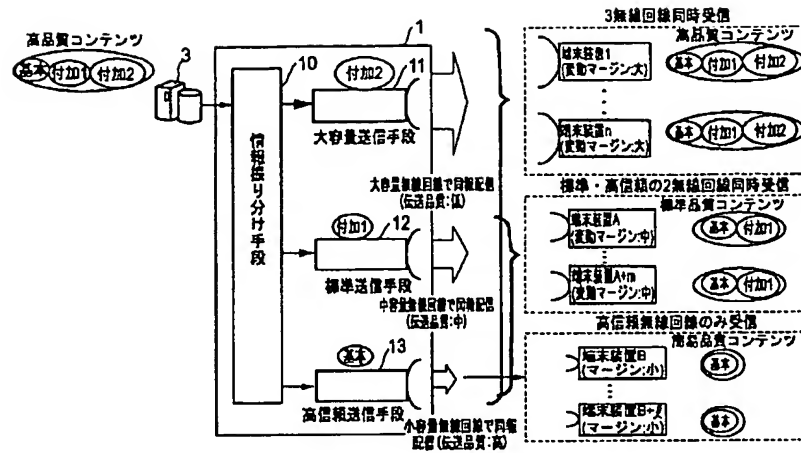 高品質コンテンツ
基本
付加1
付加2
3
1
10
情報振り分け手段
付加2
11
大容量送信手段
大容量無線回線で同報配信
(伝送品質:低)
付加1
12
標準送信手段
中容量無線回線で同報配信
(伝送品質:中)
基本
13
高信頼送信手段
小容量無線回線で同報
配信(伝送品質:高)
3無線回線同時受信
高品質コンテンツ
端末装置1
(変動マージン:大)
基本
付加1
付加2
端末装置n
(変動マージン:大)
基本
付加1
付加2
標準・高信頼の2無線回線同時受信
標準品質コンテンツ
端末装置A
(変動マージン:中)
基本
付加1
端末装置A+m
(変動マージン:中)
基本
付加1
高信頼無線回線のみ受信
簡易品質コンテンツ
端末装置B
(マージン:小)
基本
端末装置B+ℓ
(マージン:小)
基本